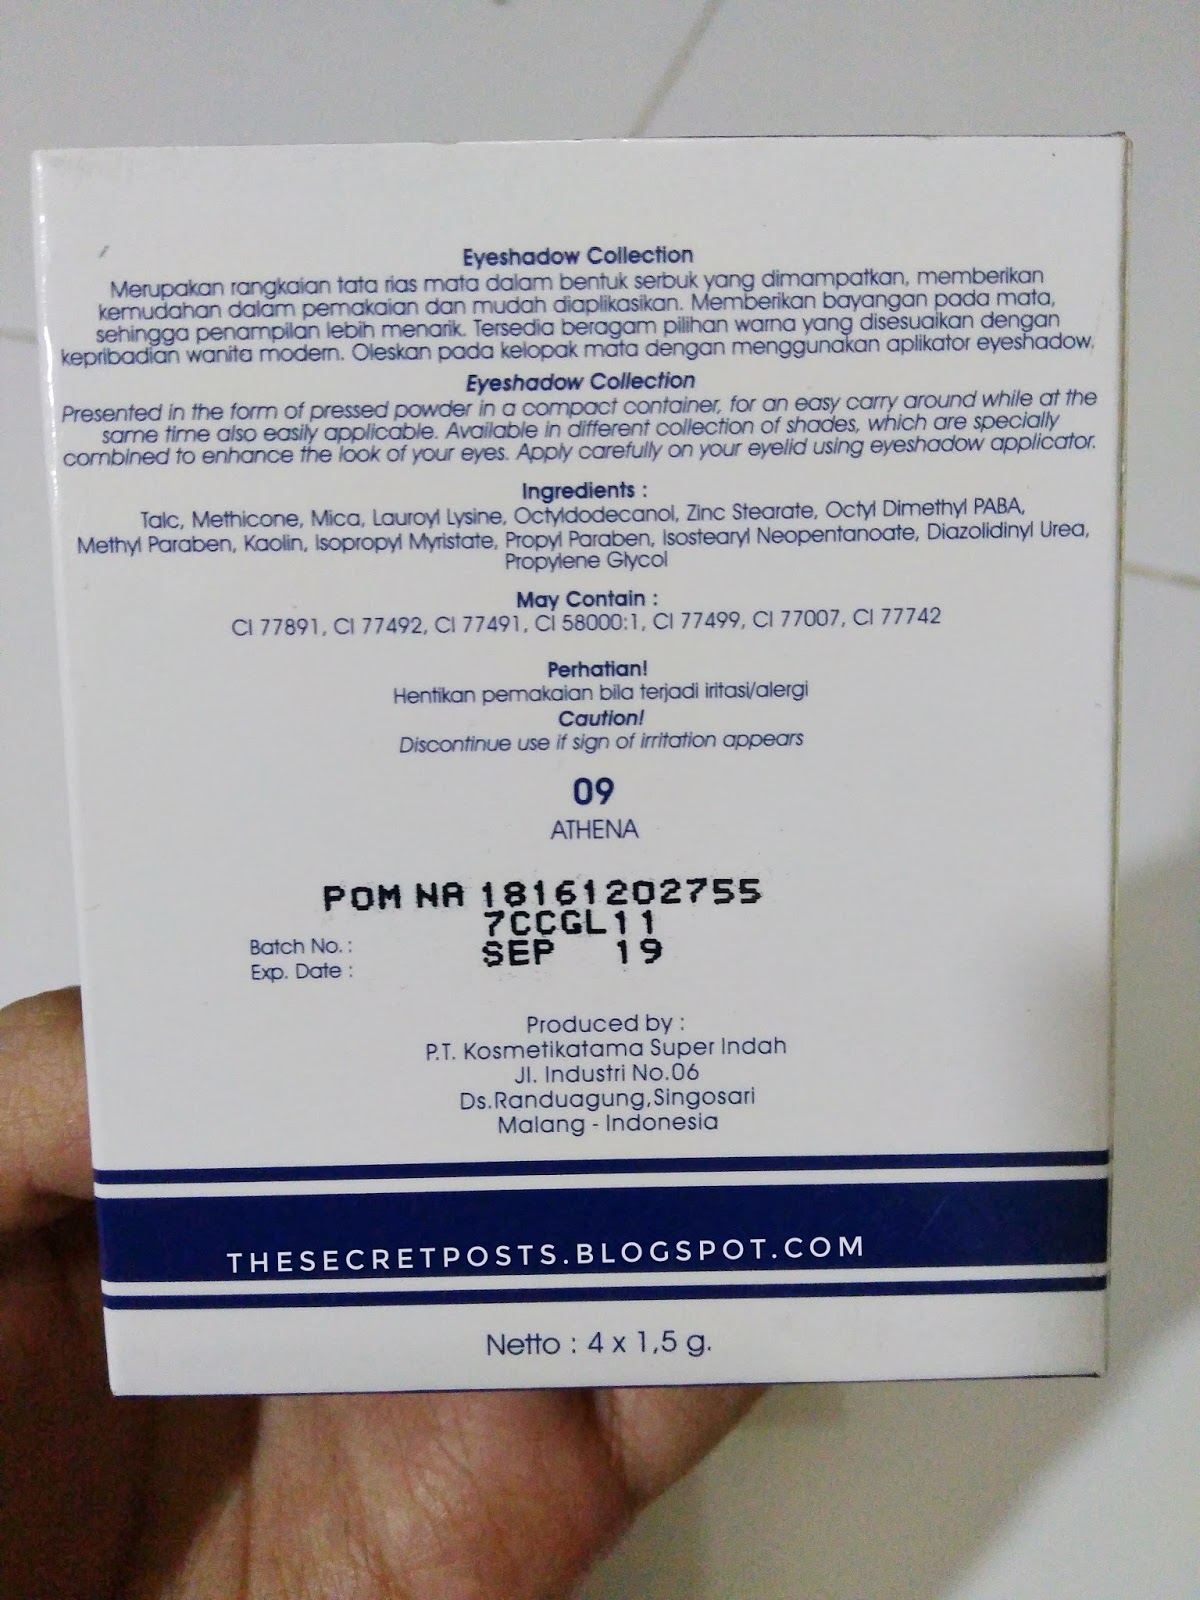 Eyeshadow Collection
Merupakan rangkaian tata rias mata dalam bentuk serbuk yang dimampatkan, memberikan
kemudahan dalam pemakaian dan mudah diaplikasikan. Memberikan bayangan pada mata,
sehingga penampilan lebih menarik. Tersedia beragam pilihan warna yang disesuaikan dengan
kepribadian wanita modern. Oleskan pada kelopak mata dengan menggunakan aplikator eyeshadow.
Eyeshadow Collection
Presented in the form of pressed powder in a compact container, for an easy carry around while at the
same time also easily applicable. Available in different collection of shades, which are specially
combined to enhance the look of your eyes. Apply carefully on your eyelid using eyeshadow applicator.
Ingredients :
Talc, Methicone, Mica, Lauroyl Lysine, Octyldodecanol, Zinc Stearate, Octyl Dimethyl PABA,
Methyl Paraben, Kaolin, Isopropyl Myristate, Propyl Paraben, Isostearyl Neopentanoate, Diazolidinyl Urea,
Propylene Glycol
May Contain :
CI 77891, CI 77492, CI 77491, CI 58000:1, CI 77499, CI 77007, CI 77742
Perhatian!
Hentikan pemakaian bila terjadi iritasi/alergi
Caution!
Discontinue use if sign of irritation appears
09
ATHENA
POM NA 18161202755
7CCGL11
Batch No. :
SEP 19
Exp. Date :
Produced by :
P.T. Kosmetikatama Super Indah
Jl. Industri No.06
Ds.Randuagung,Singosari
Malang - Indonesia
THESECRETPOSTS.BLOGSPOT.COM
Netto : 4 x 1,5 g.